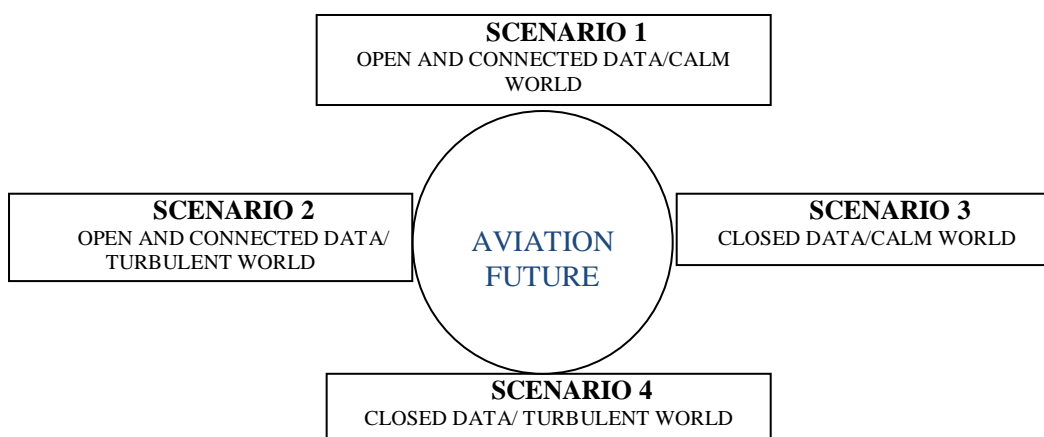 SCENARIO 1
OPEN AND CONNECTED DATA/CALM
WORLD
SCENARIO 2
OPEN AND CONNECTED DATA/
TURBULENT WORLD
AVIATION
FUTURE
SCENARIO 3
CLOSED DATA/CALM WORLD
SCENARIO 4
CLOSED DATA/ TURBULENT WORLD